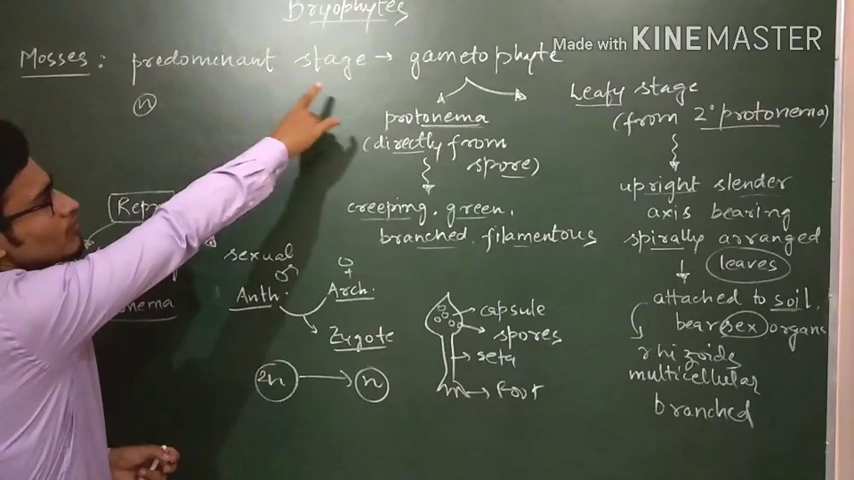 Bryophytes
Made with KINEMASTER
Mosses: predominant stage → gametophyte
n
protonema
(directly from
spore)
creeping, green,
branched, filamentous
Leafy stage
(from 2° protonema)
upright slender
axis bearing
spirally arranged
leaves
attached to soil.
bear sex organs
rhizoids
multicellular
branched
Repr
sexual
♂ ♀
Anth. Arch.
Zygote
2n → n
nema
capsule
spores
seta
Foot